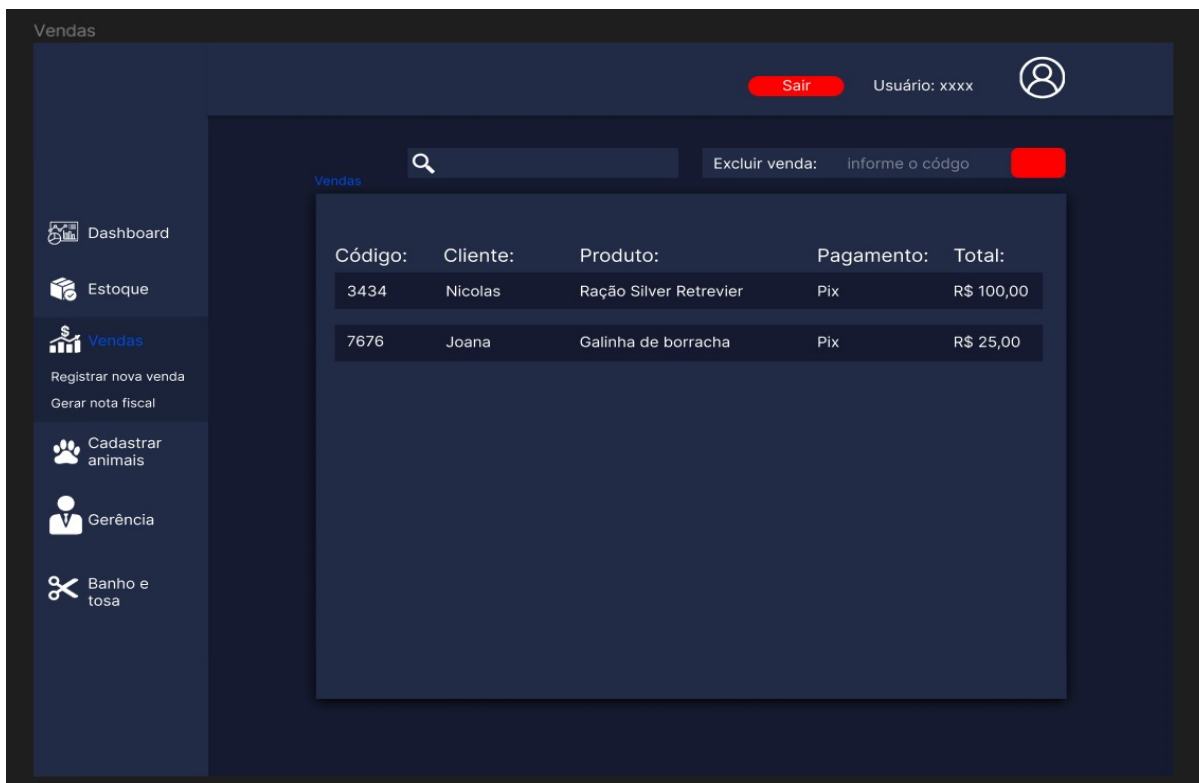 Vendas
Sair
Usuário: xxxx
Excluir venda:
informe o códgo
Vendas
Dashboard
Estoque
Vendas
Registrar nova venda
Gerar nota fiscal
Cadastrar
animais
Gerência
Banho e
tosa
Código: Cliente: Produto: Pagamento: Total:
3434 Nicolas Ração Silver Retrevier Pix R$ 100,00
7676 Joana Galinha de borracha Pix R$ 25,00